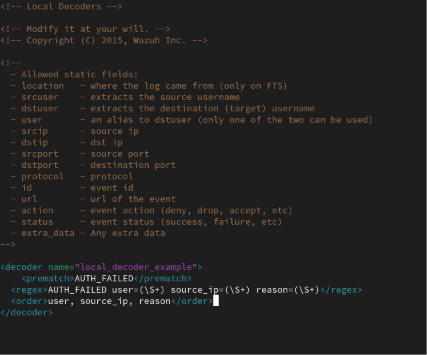 <!-- Local Decoders -->
<!-- Modify it at your will. -->
<!-- Copyright (C) 2015, Wazuh Inc. -->
<!--
- Allowed static fields:
- location - where the log came from (only on FTS)
- srcuser - extracts the source username
- dstuser - extracts the destination (target) username
- user - an alias to dstuser (only one of the two can be used)
- srcip - source ip
- dstip - dst ip
- srcport - source port
- dstport - destination port
- protocol - protocol
- id - event id
- url - url of the event
- action - event action (deny, drop, accept, etc)
- status - event status (success, failure, etc)
- extra_data - Any extra data
-->
<decoder name="local_decoder_example">
<prematch>AUTH_FAILED</prematch>
<regex>AUTH_FAILED user=(\S+) source_ip=(\S+) reason=(\S+)</regex>
<order>user, source_ip, reason</order>
</decoder>